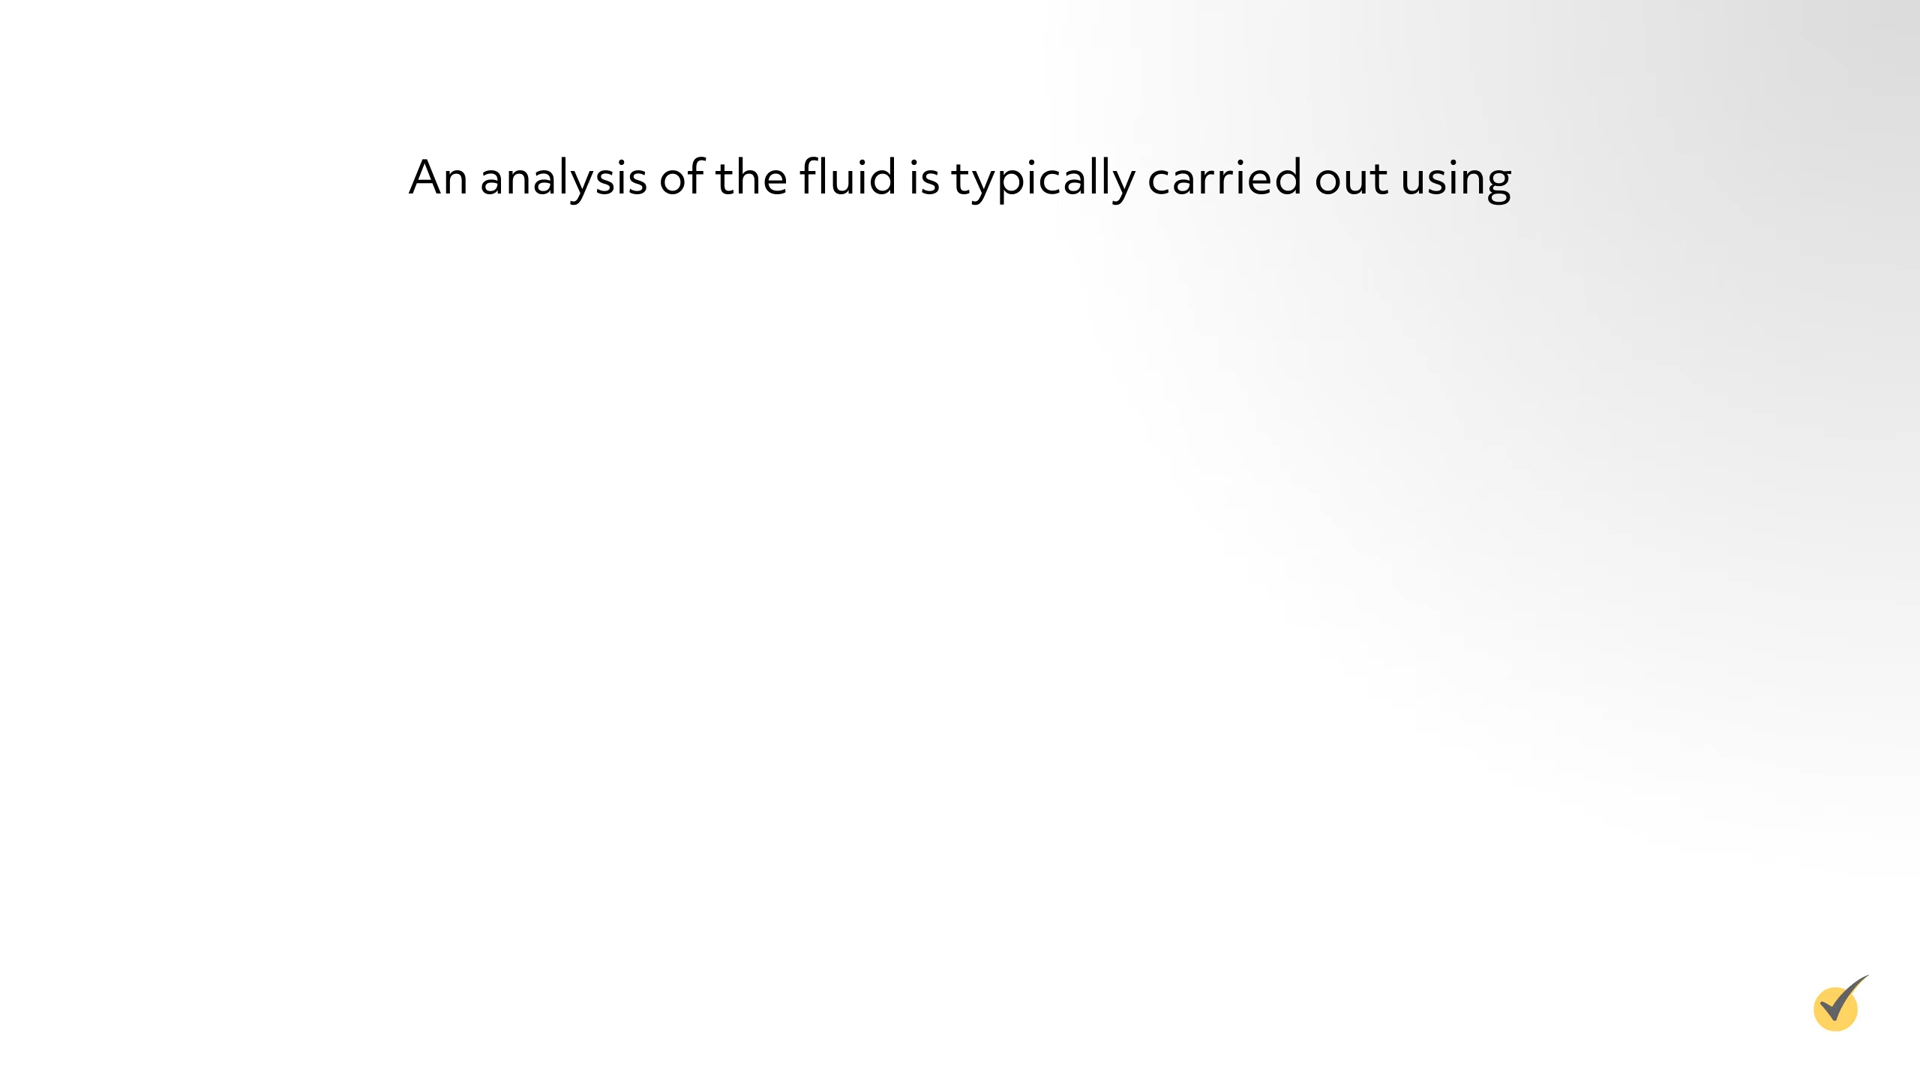 An analysis of the fluid is typically carried out using